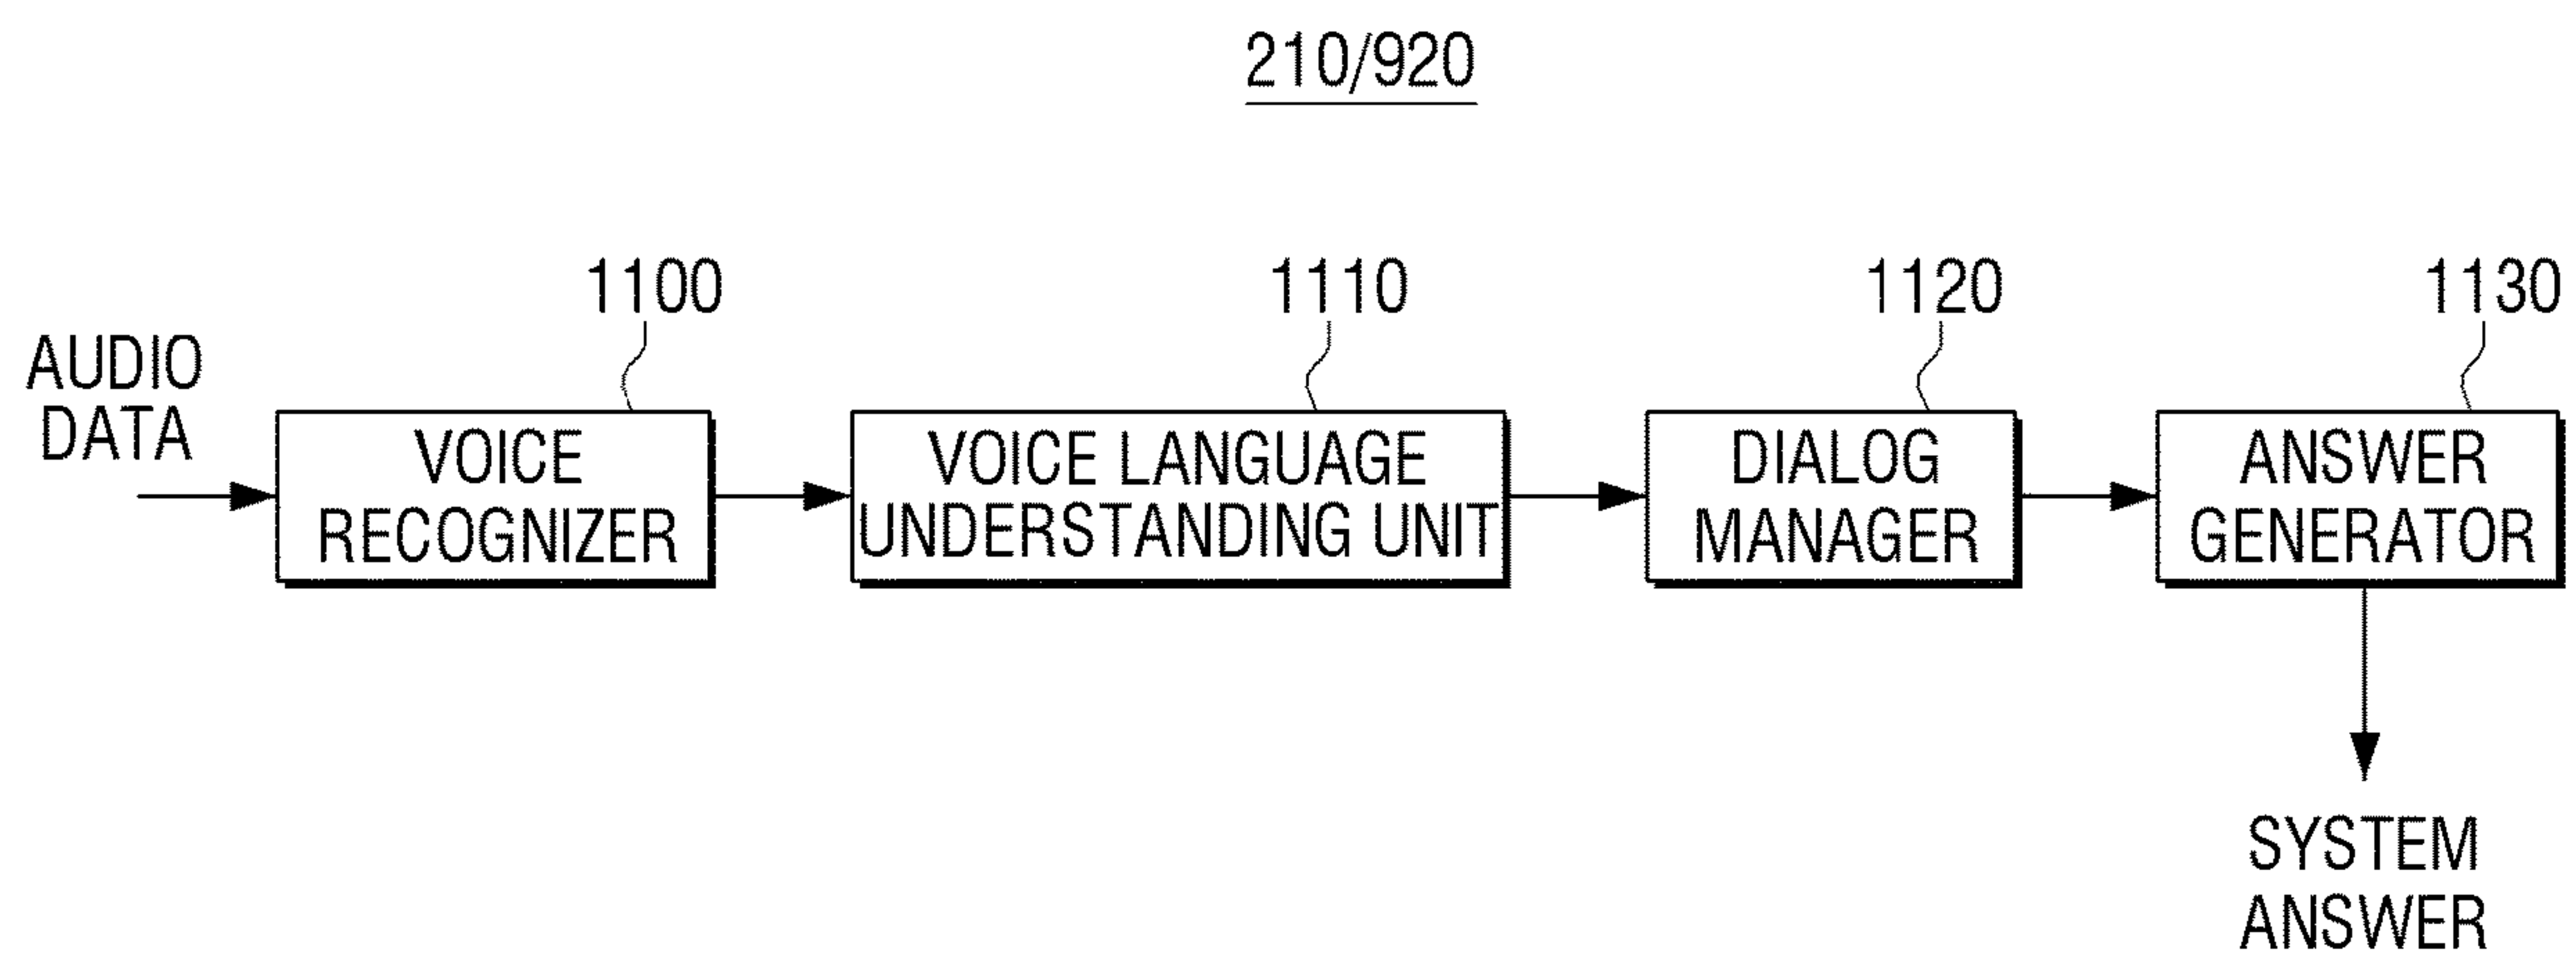 210/920
1100
1110
1120
1130
AUDIO
DATA
VOICE
RECOGNIZER
VOICE LANGUAGE
UNDERSTANDING UNIT
DIALOG
MANAGER
ANSWER
GENERATOR
SYSTEM
ANSWER